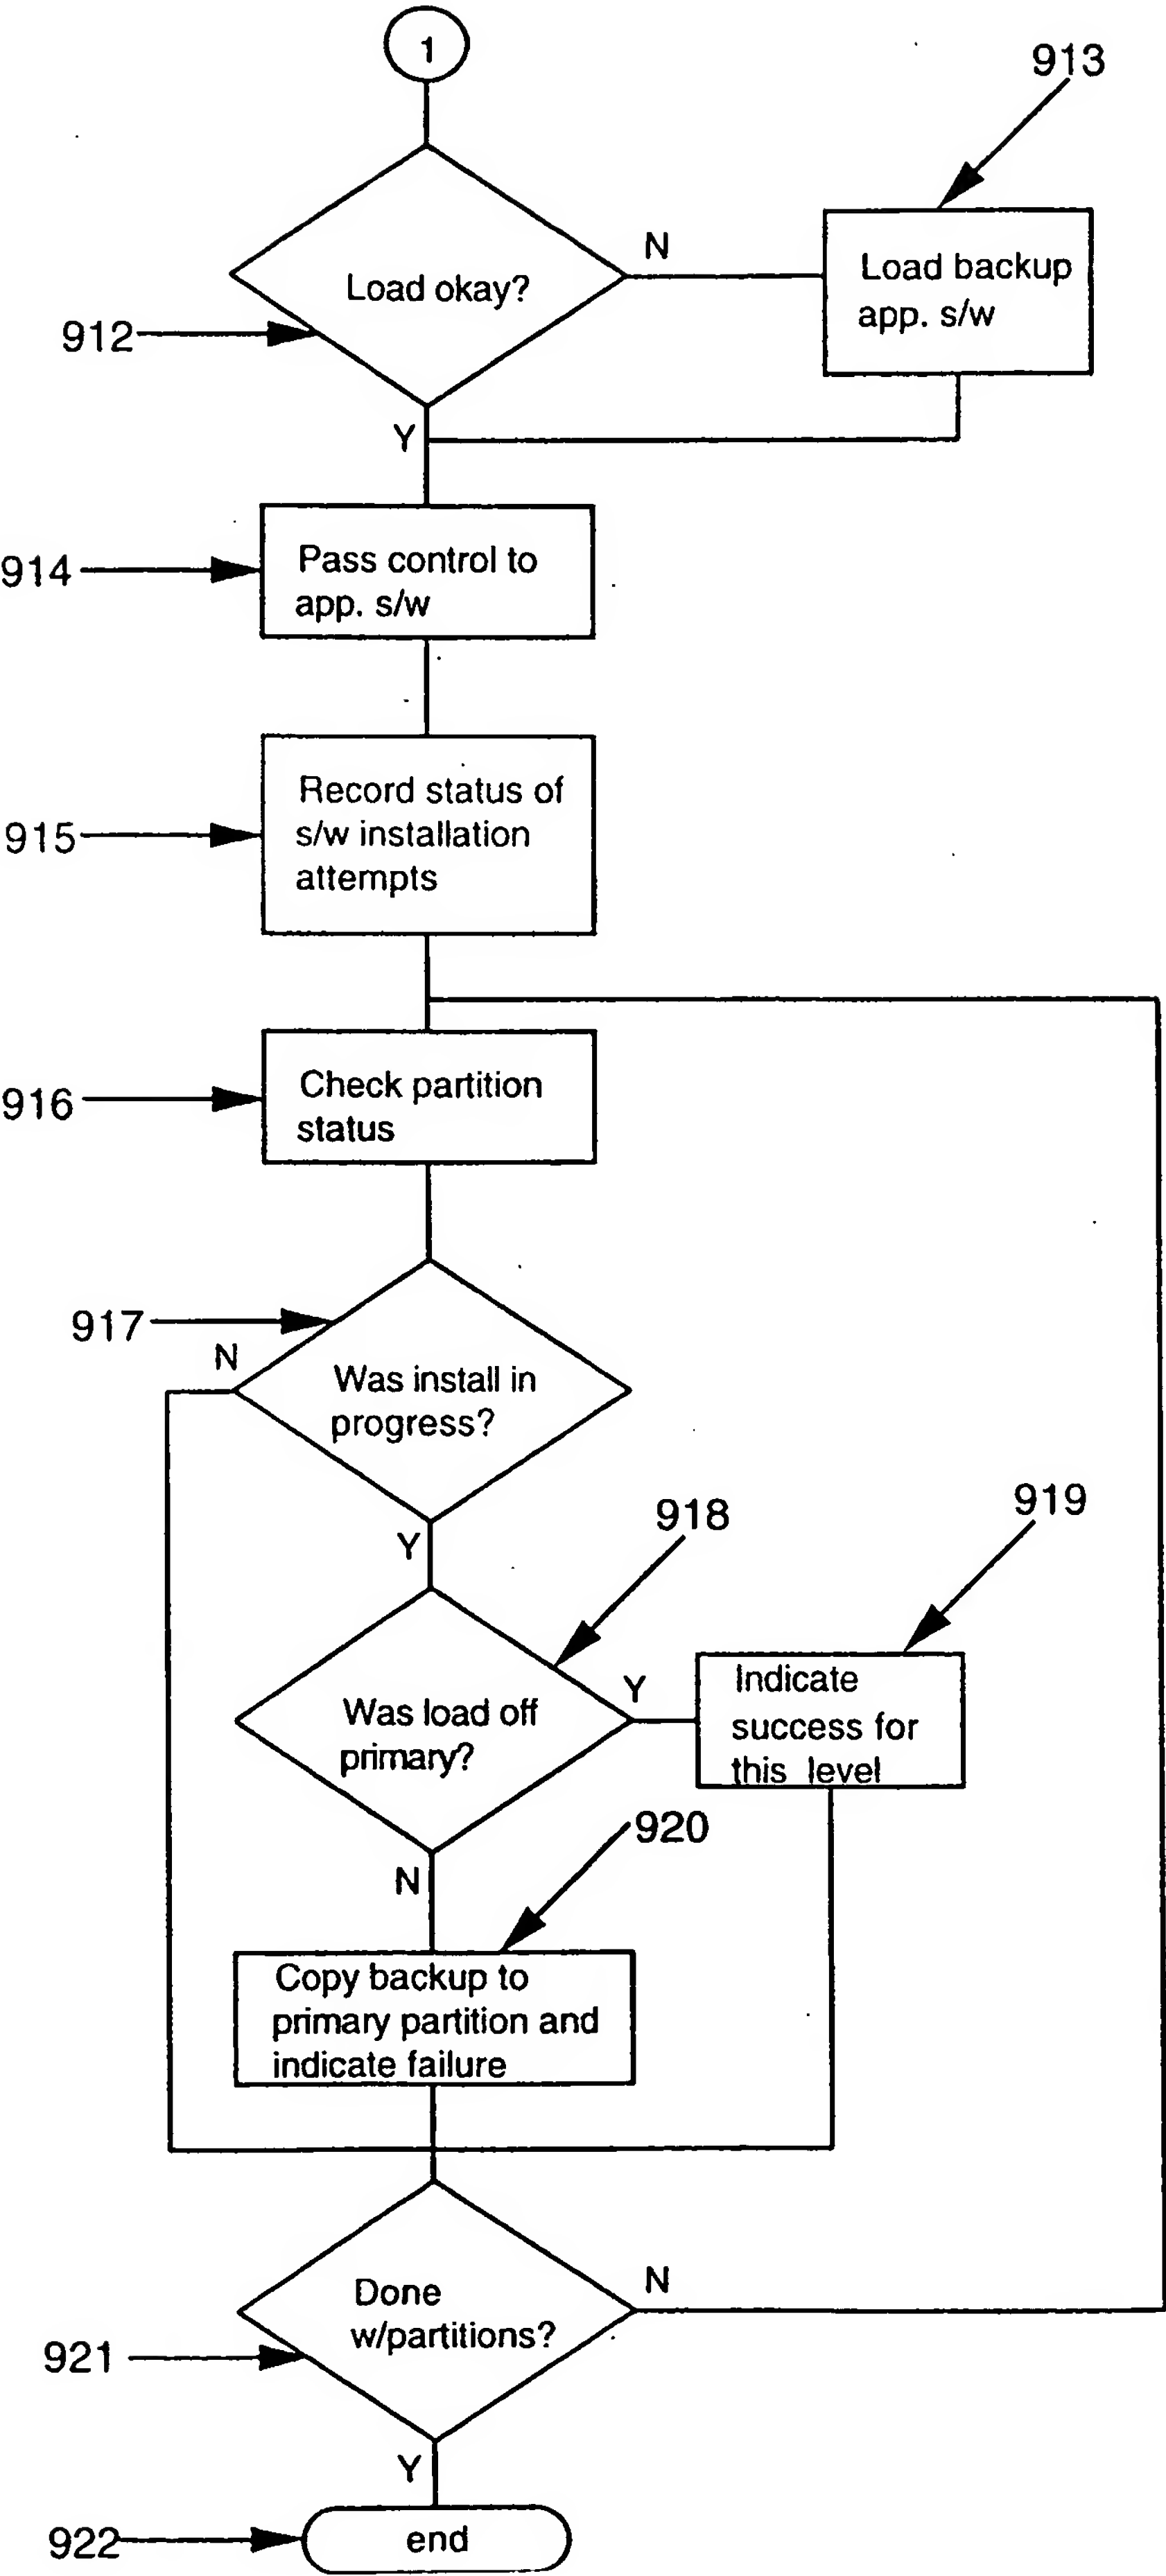 1
913
N
Load backup
app. s/w
Load okay?
912
Y
914
Pass control to
app. s/w
915
Record status of
s/w installation
attempts
916
Check partition
status
917
N
Was install in
progress?
Y
918
919
Was load off
primary?
Y
Indicate
success for
this level
920
N
Copy backup to
primary partition and
indicate failure
Done
w/partitions?
N
921
Y
922
end